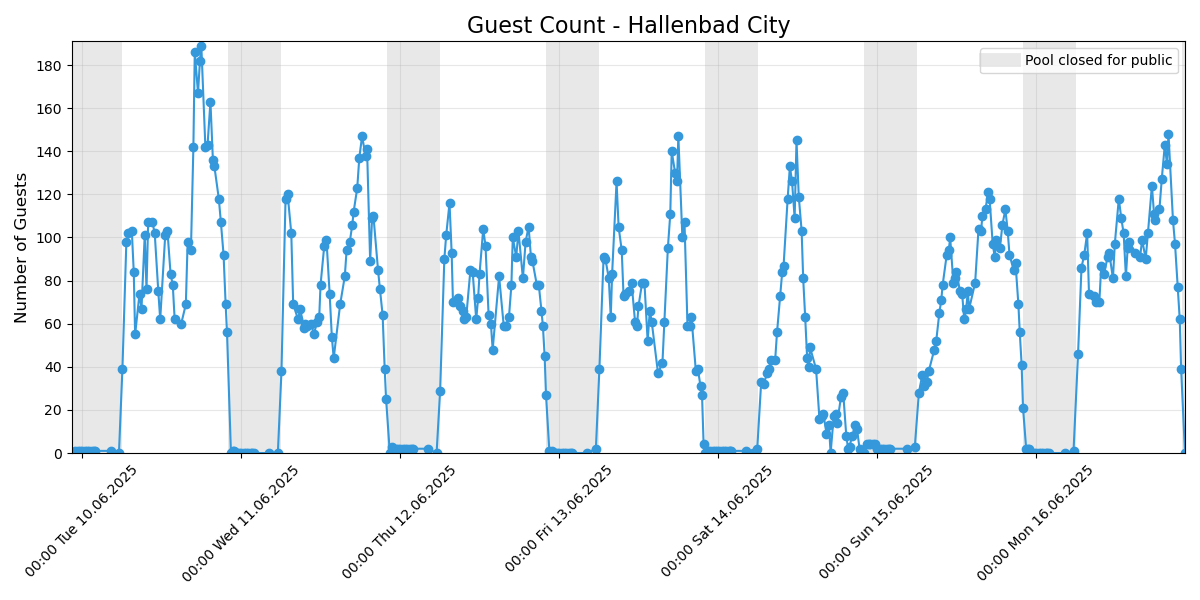 Guest Count - Hallenbad City
Pool closed for public
Number of Guests
180
160
140
120
100
80
60
40
20
0
00:00 Tue 10.06.2025
00:00 Wed 11.06.2025
00:00 Thu 12.06.2025
00:00 Fri 13.06.2025
00:00 Sat 14.06.2025
00:00 Sun 15.06.2025
00:00 Mon 16.06.2025